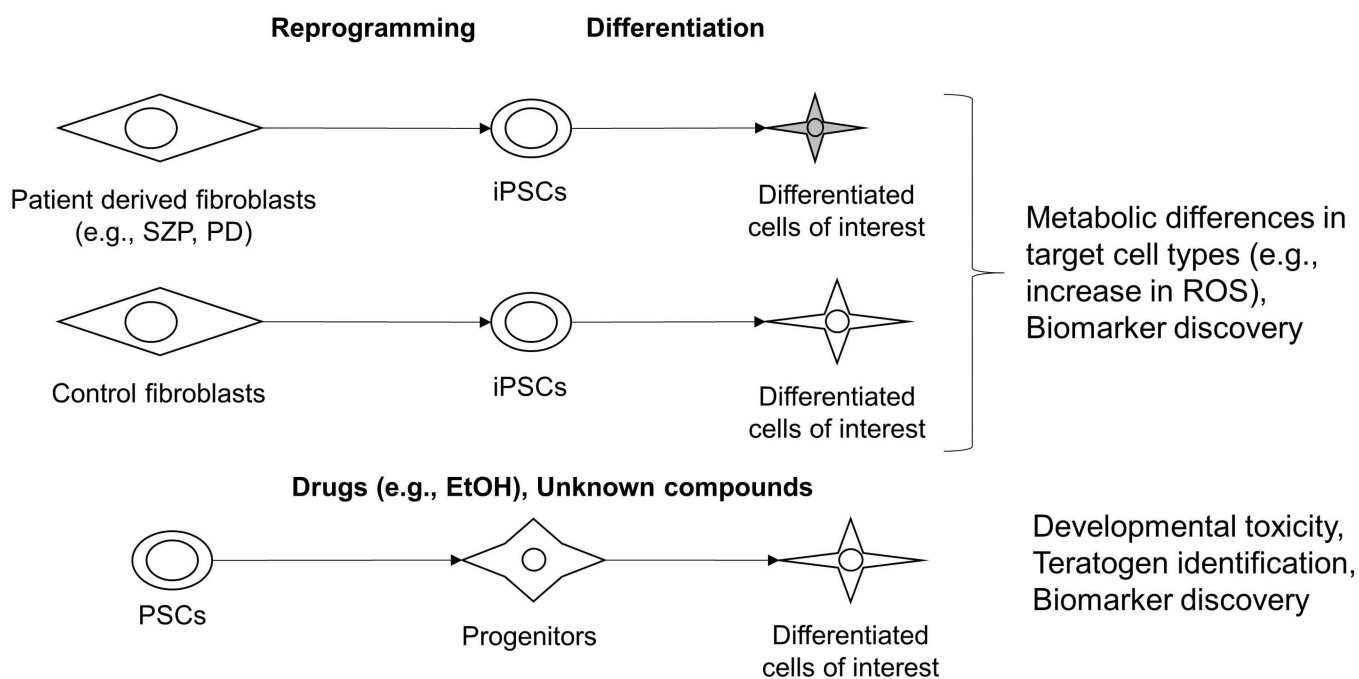 Reprogramming
Differentiation
Patient derived fibroblasts
(e.g., SZP, PD)
iPSCs
Differentiated
cells of interest
Control fibroblasts
iPSCs
Differentiated
cells of interest
Metabolic differences in
target cell types (e.g.,
increase in ROS),
Biomarker discovery
Drugs (e.g., EtOH), Unknown compounds
PSCs
Progenitors
Differentiated
cells of interest
Developmental toxicity,
Teratogen identification,
Biomarker discovery